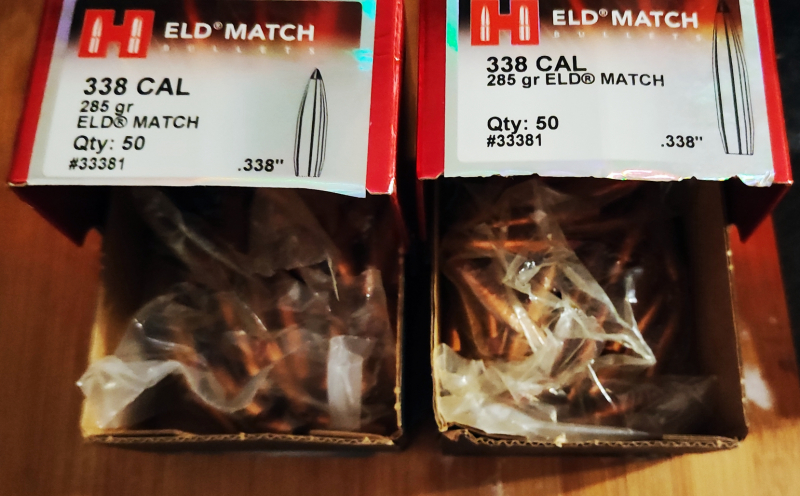 H ELD® MATCH
BULLETS
338 CAL
285 gr
ELD® MATCH
Qty: 50
#33381
.338"
H ELD® MATCH
BULLETS
338 CAL
285 gr ELD® MATCH
Qty: 50
#33381
.338"